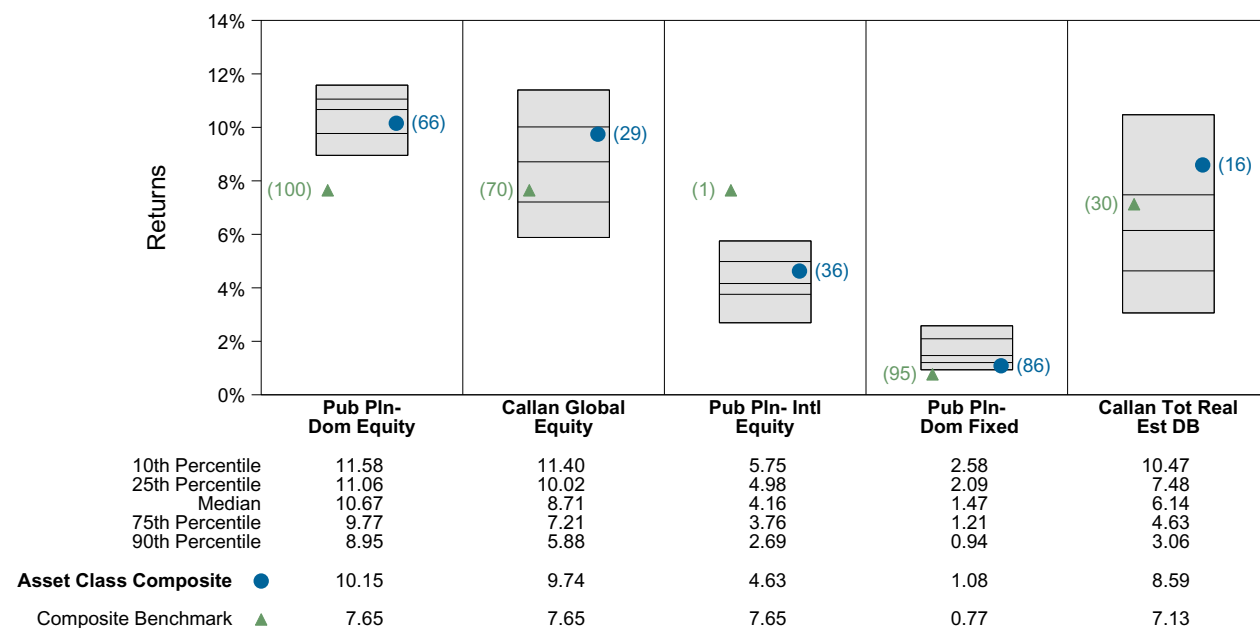 14%
12%
10%
8%
6%
4%
2%
0%
Returns
(100)
(66)
(70)
(29)
(1)
(36)
(95)
(86)
(30)
(16)
Pub Pln-
Dom Equity
Callan Global
Equity
Pub Pln- Intl
Equity
Pub Pln-
Dom Fixed
Callan Tot Real
Est DB
10th Percentile 11.58 11.40 5.75 2.58 10.47
25th Percentile 11.06 10.02 4.98 2.09 7.48
Median 10.67 8.71 4.16 1.47 6.14
75th Percentile 9.77 7.21 3.76 1.21 4.63
90th Percentile 8.95 5.88 2.69 0.94 3.06
Asset Class Composite 10.15 9.74 4.63 1.08 8.59
Composite Benchmark 7.65 7.65 7.65 0.77 7.13